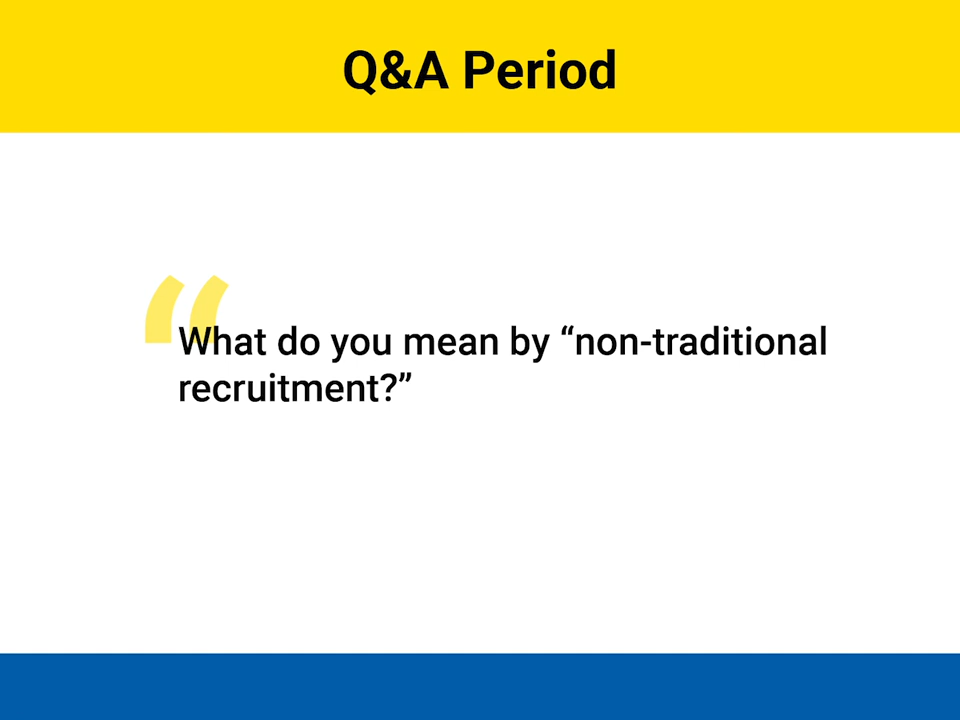 Q&A Period
“
What do you mean by “non-traditional
recruitment?”